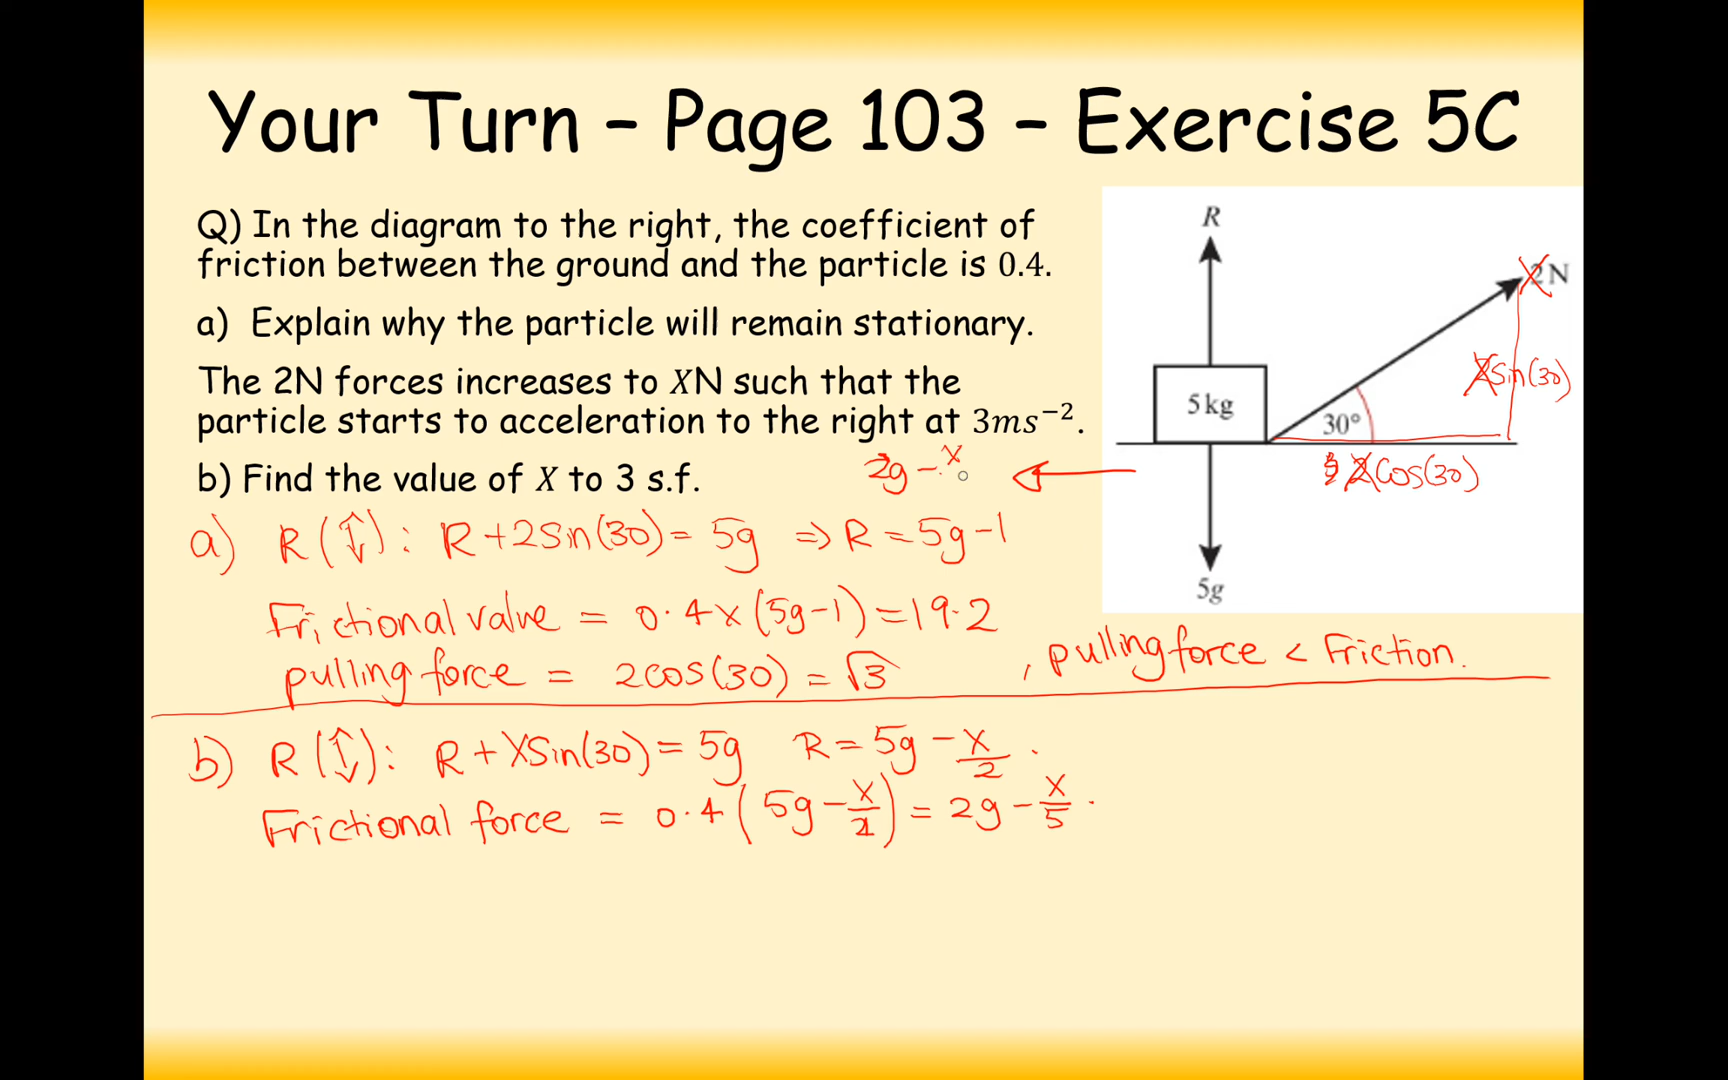 Your Turn – Page 103 – Exercise 5C
Q) In the diagram to the right, the coefficient of
friction between the ground and the particle is 0.4.
a) Explain why the particle will remain stationary.
The 2N forces increases to XN such that the
particle starts to acceleration to the right at 3ms⁻².
b) Find the value of X to 3 s.f.
2g - x
R
X N
5 kg
30°
Xsin(30)
Xcos(30)
5g
a) R(↕): R+2Sin(30)= 5g => R = 5g-1
Frictional value = 0.4x(5g-1)=19.2
pulling force = 2cos(30) = √3 , pulling force < Friction.
b) R(↕): R+XSin(30)= 5g R= 5g - x/2 .
Frictional force = 0.4(5g - x/2) = 2g - x/5 .